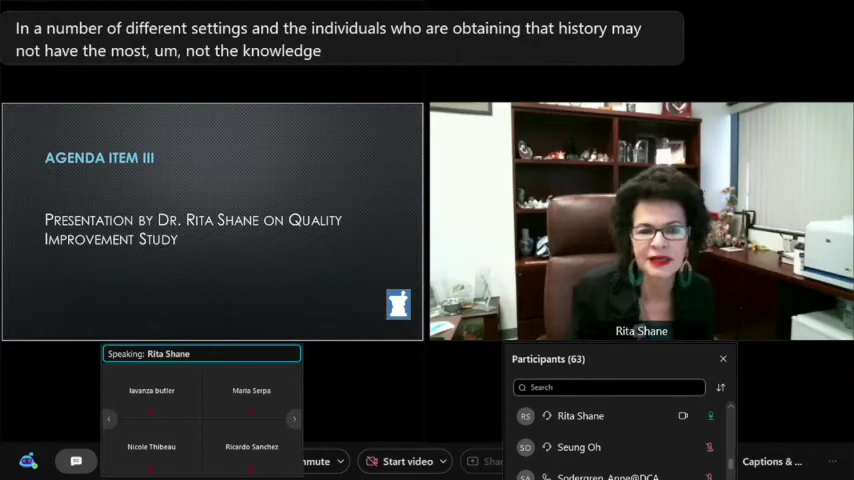 In a number of different settings and the individuals who are obtaining that history may
not have the most, um, not the knowledge
AGENDA ITEM III
PRESENTATION BY DR. RITA SHANE ON QUALITY
IMPROVEMENT STUDY
Rita Shane
Speaking: Rita Shane
lavanza butler
Maria Serpa
Nicole Thibeau
Ricardo Sanchez
Participants (63)
Search
RS Rita Shane
SO Seung Oh
Sodergren, Anne@DCA
mute
Start video
Shar
Captions & ...